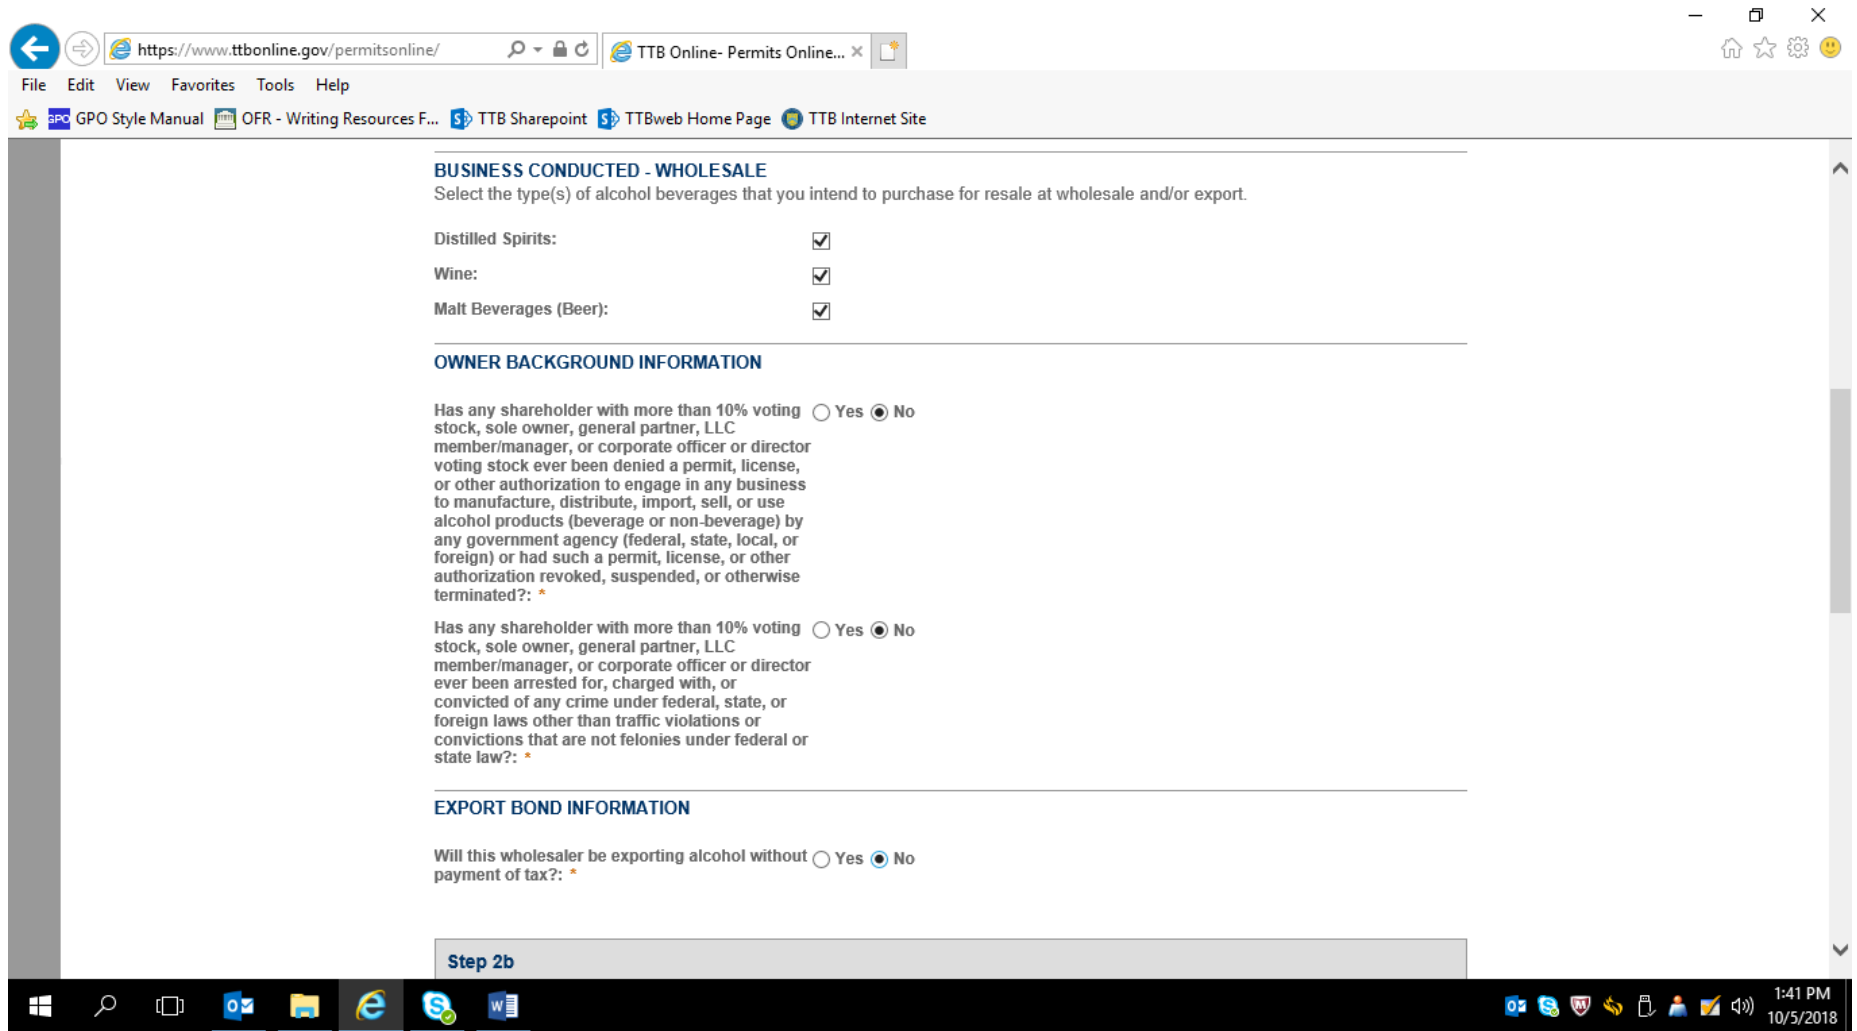 https://www.ttbonline.gov/permitsonline/
TTB Online- Permits Online...
File Edit View Favorites Tools Help
GPO GPO Style Manual OFR - Writing Resources F... TTB Sharepoint TTBweb Home Page TTB Internet Site
BUSINESS CONDUCTED - WHOLESALE
Select the type(s) of alcohol beverages that you intend to purchase for resale at wholesale and/or export.
Distilled Spirits:
Wine:
Malt Beverages (Beer):
OWNER BACKGROUND INFORMATION
Has any shareholder with more than 10% voting Yes No
stock, sole owner, general partner, LLC
member/manager, or corporate officer or director
voting stock ever been denied a permit, license,
or other authorization to engage in any business
to manufacture, distribute, import, sell, or use
alcohol products (beverage or non-beverage) by
any government agency (federal, state, local, or
foreign) or had such a permit, license, or other
authorization revoked, suspended, or otherwise
terminated?: *
Has any shareholder with more than 10% voting Yes No
stock, sole owner, general partner, LLC
member/manager, or corporate officer or director
ever been arrested for, charged with, or
convicted of any crime under federal, state, or
foreign laws other than traffic violations or
convictions that are not felonies under federal or
state law?: *
EXPORT BOND INFORMATION
Will this wholesaler be exporting alcohol without Yes No
payment of tax?: *
Step 2b
1:41 PM
10/5/2018